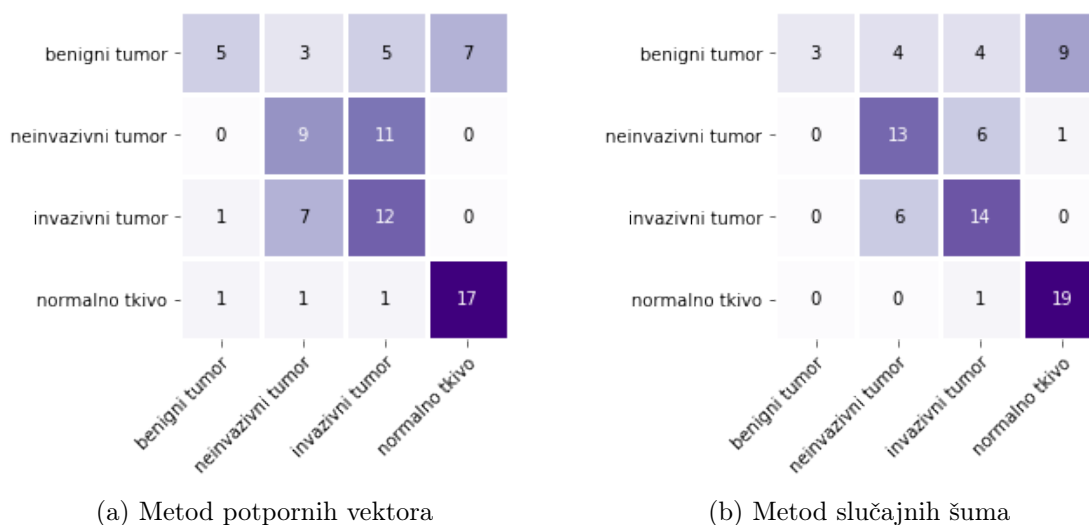 benigni tumor 5 3 5 7
neinvazivni tumor 0 9 11 0
invazivni tumor 1 7 12 0
normalno tkivo 1 1 1 17
benigni tumor
neinvazivni tumor
invazivni tumor
normalno tkivo
(a) Metod potpornih vektora
benigni tumor 3 4 4 9
neinvazivni tumor 0 13 6 1
invazivni tumor 0 6 14 0
normalno tkivo 0 0 1 19
benigni tumor
neinvazivni tumor
invazivni tumor
normalno tkivo
(b) Metod slučajnih šuma